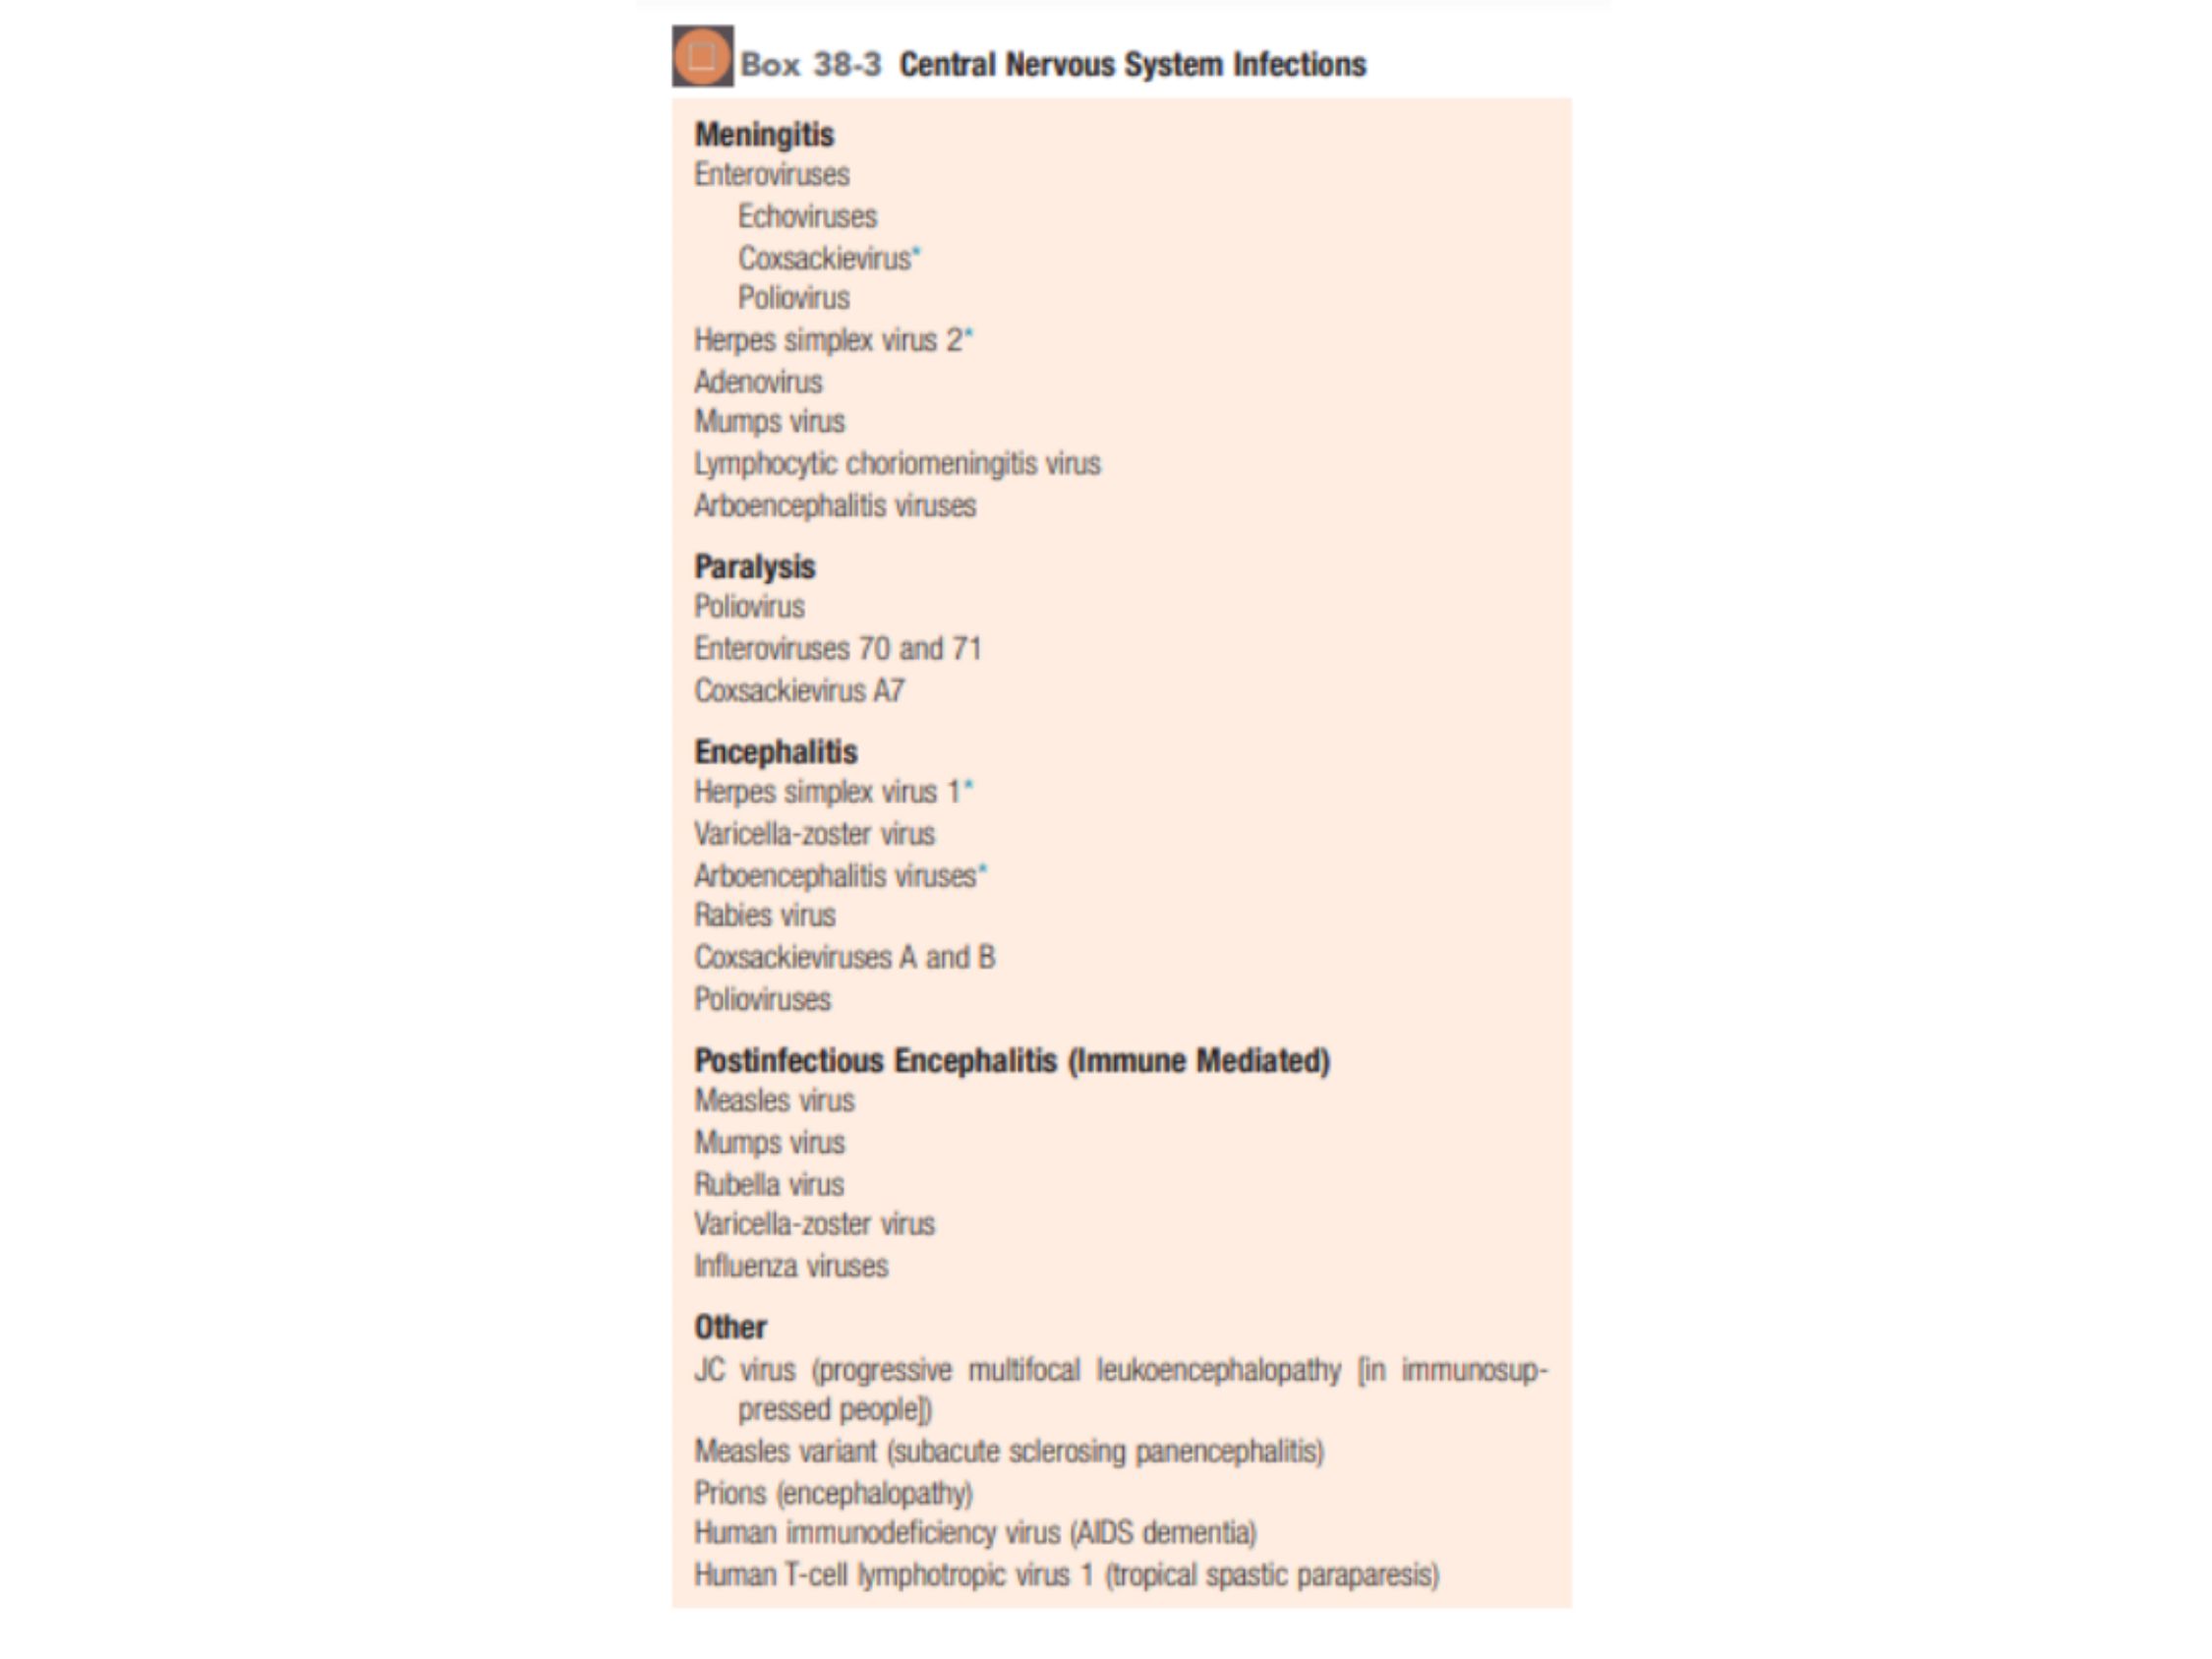 Box 38-3 Central Nervous System Infections
Meningitis
Enteroviruses
Echoviruses
Coxsackievirus*
Poliovirus
Herpes simplex virus 2*
Adenovirus
Mumps virus
Lymphocytic choriomeningitis virus
Arboencephalitis viruses
Paralysis
Poliovirus
Enteroviruses 70 and 71
Coxsackievirus A7
Encephalitis
Herpes simplex virus 1*
Varicella-zoster virus
Arboencephalitis viruses*
Rabies virus
Coxsackieviruses A and B
Polioviruses
Postinfectious Encephalitis (Immune Mediated)
Measles virus
Mumps virus
Rubella virus
Varicella-zoster virus
Influenza viruses
Other
JC virus (progressive multifocal leukoencephalopathy [in immunosup-
pressed people])
Measles variant (subacute sclerosing panencephalitis)
Prions (encephalopathy)
Human immunodeficiency virus (AIDS dementia)
Human T-cell lymphotropic virus 1 (tropical spastic paraparesis)